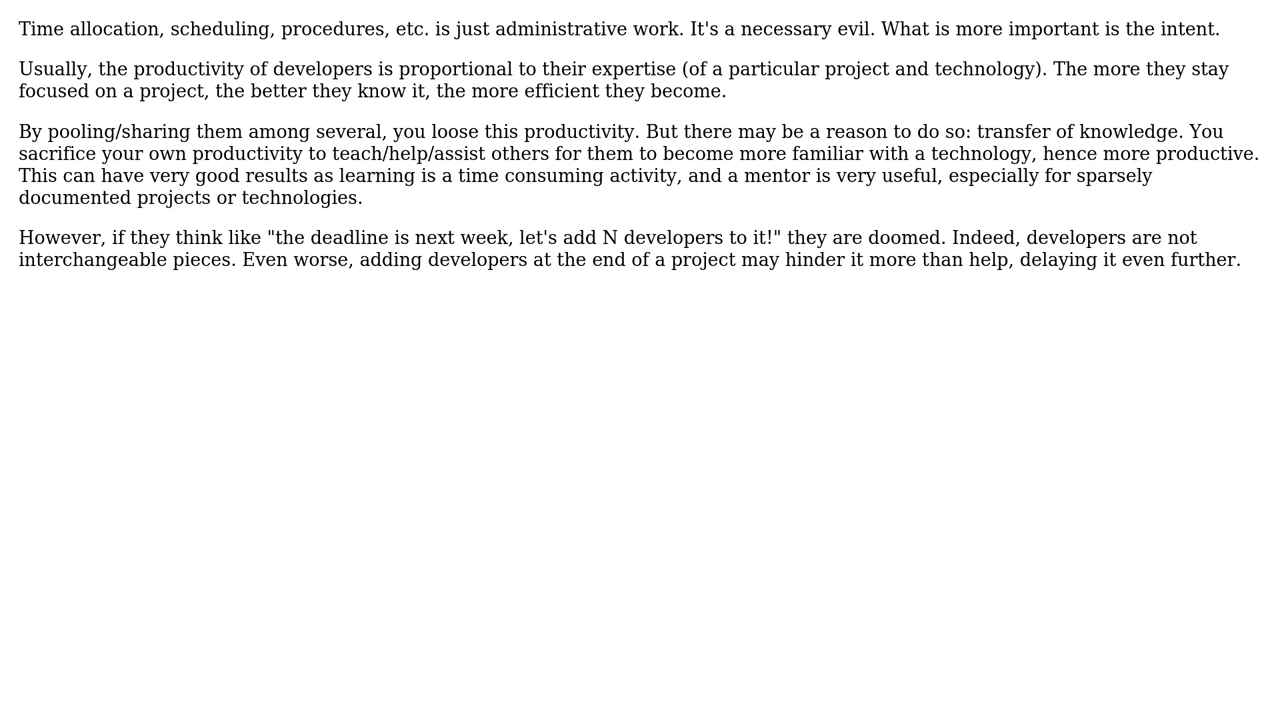 Time allocation, scheduling, procedures, etc. is just administrative work. It's a necessary evil. What is more important is the intent.
Usually, the productivity of developers is proportional to their expertise (of a particular project and technology). The more they stay
focused on a project, the better they know it, the more efficient they become.
By pooling/sharing them among several, you loose this productivity. But there may be a reason to do so: transfer of knowledge. You
sacrifice your own productivity to teach/help/assist others for them to become more familiar with a technology, hence more productive.
This can have very good results as learning is a time consuming activity, and a mentor is very useful, especially for sparsely
documented projects or technologies.
However, if they think like "the deadline is next week, let's add N developers to it!" they are doomed. Indeed, developers are not
interchangeable pieces. Even worse, adding developers at the end of a project may hinder it more than help, delaying it even further.